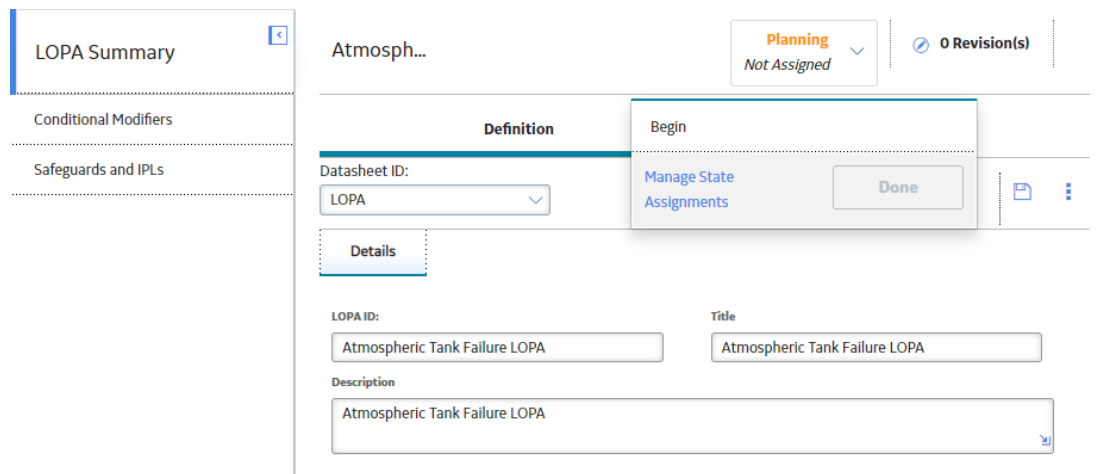 LOPA Summary
Conditional Modifiers
Safeguards and IPLs
Atmosph...
Planning
Not Assigned
0 Revision(s)
Definition
Begin
Manage State
Assignments
Done
Datasheet ID:
LOPA
Details
LOPA ID:
Title
Atmospheric Tank Failure LOPA
Atmospheric Tank Failure LOPA
Description
Atmospheric Tank Failure LOPA